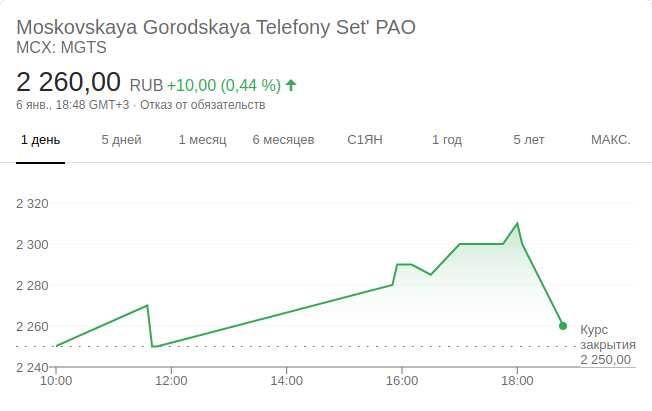 Moskovskaya Gorodskaya Telefony Set' PAO
MCX: MGTS
2 260,00 RUB +10,00 (0,44 %)
6 янв., 18:48 GMT+3 · Отказ от обязательств
1 день 5 дней 1 месяц 6 месяцев С1ЯН 1 год 5 лет МАКС.
2 320
2 300
2 280
2 260
2 240
Курс
закрытия
2 250,00
10:00 12:00 14:00 16:00 18:00